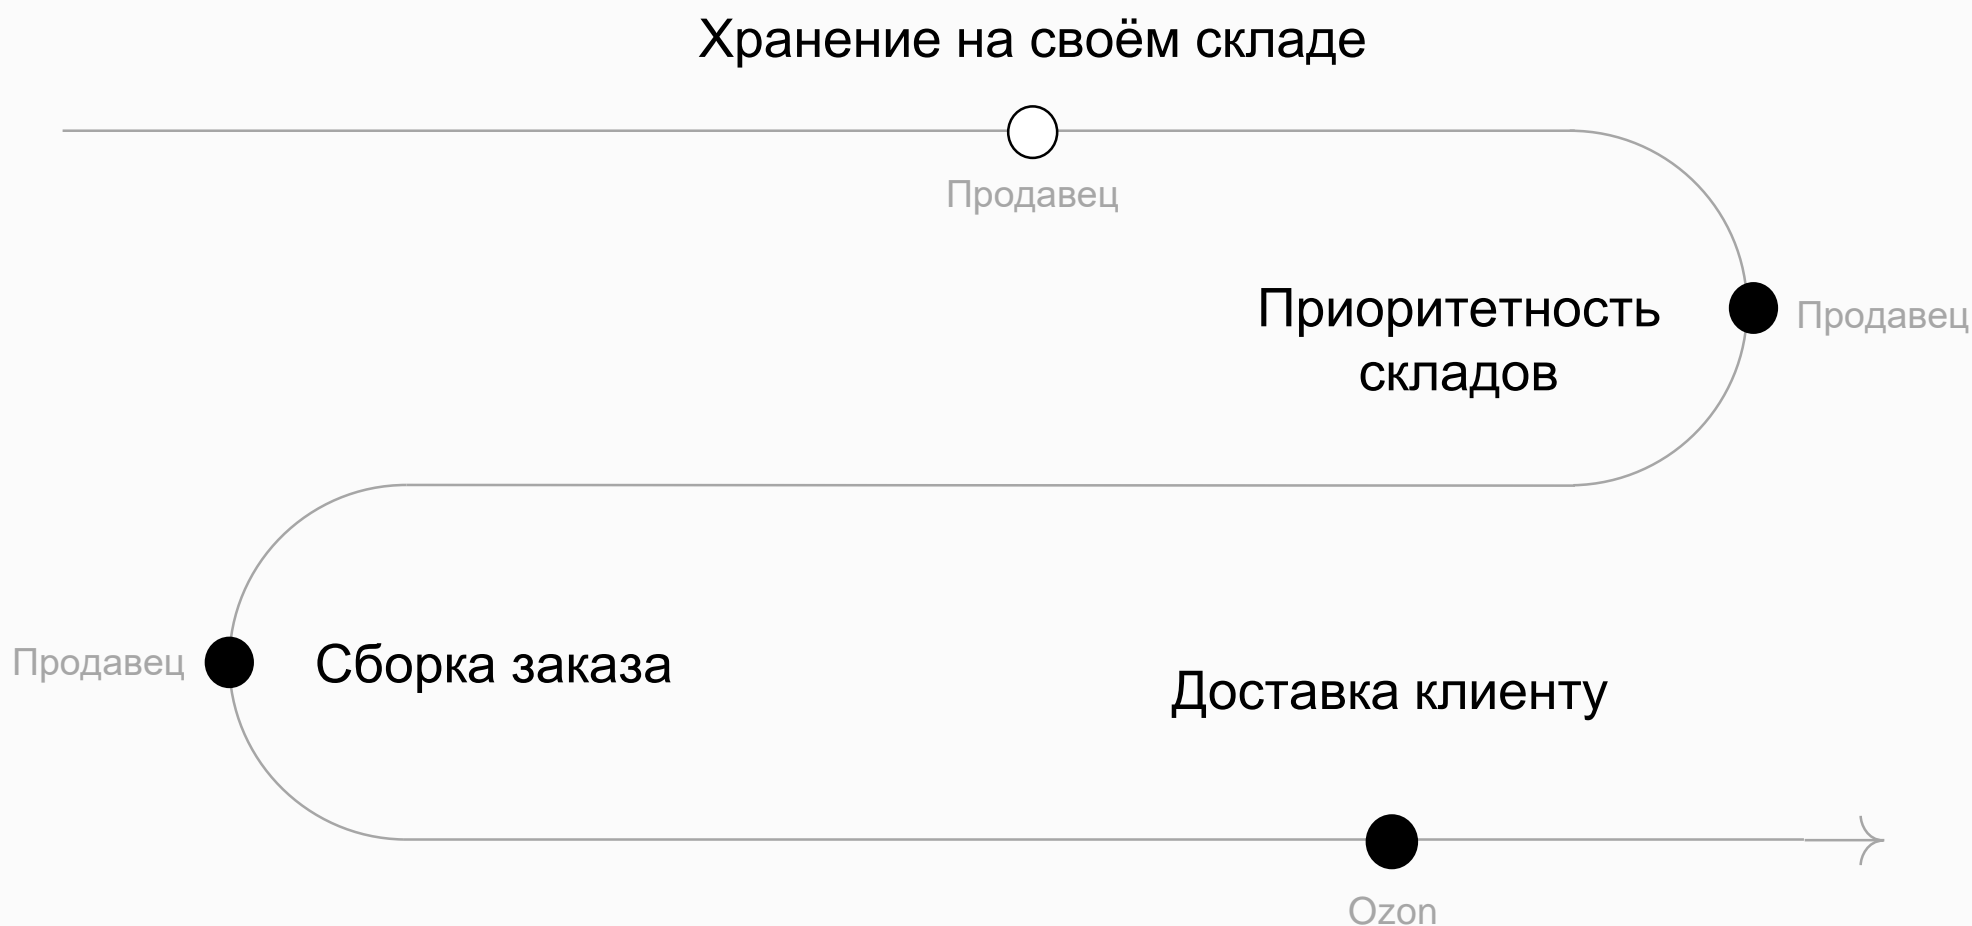 Хранение на своём складе
Продавец
Приоритетность
складов
Продавец
Продавец
Сборка заказа
Доставка клиенту
Ozon